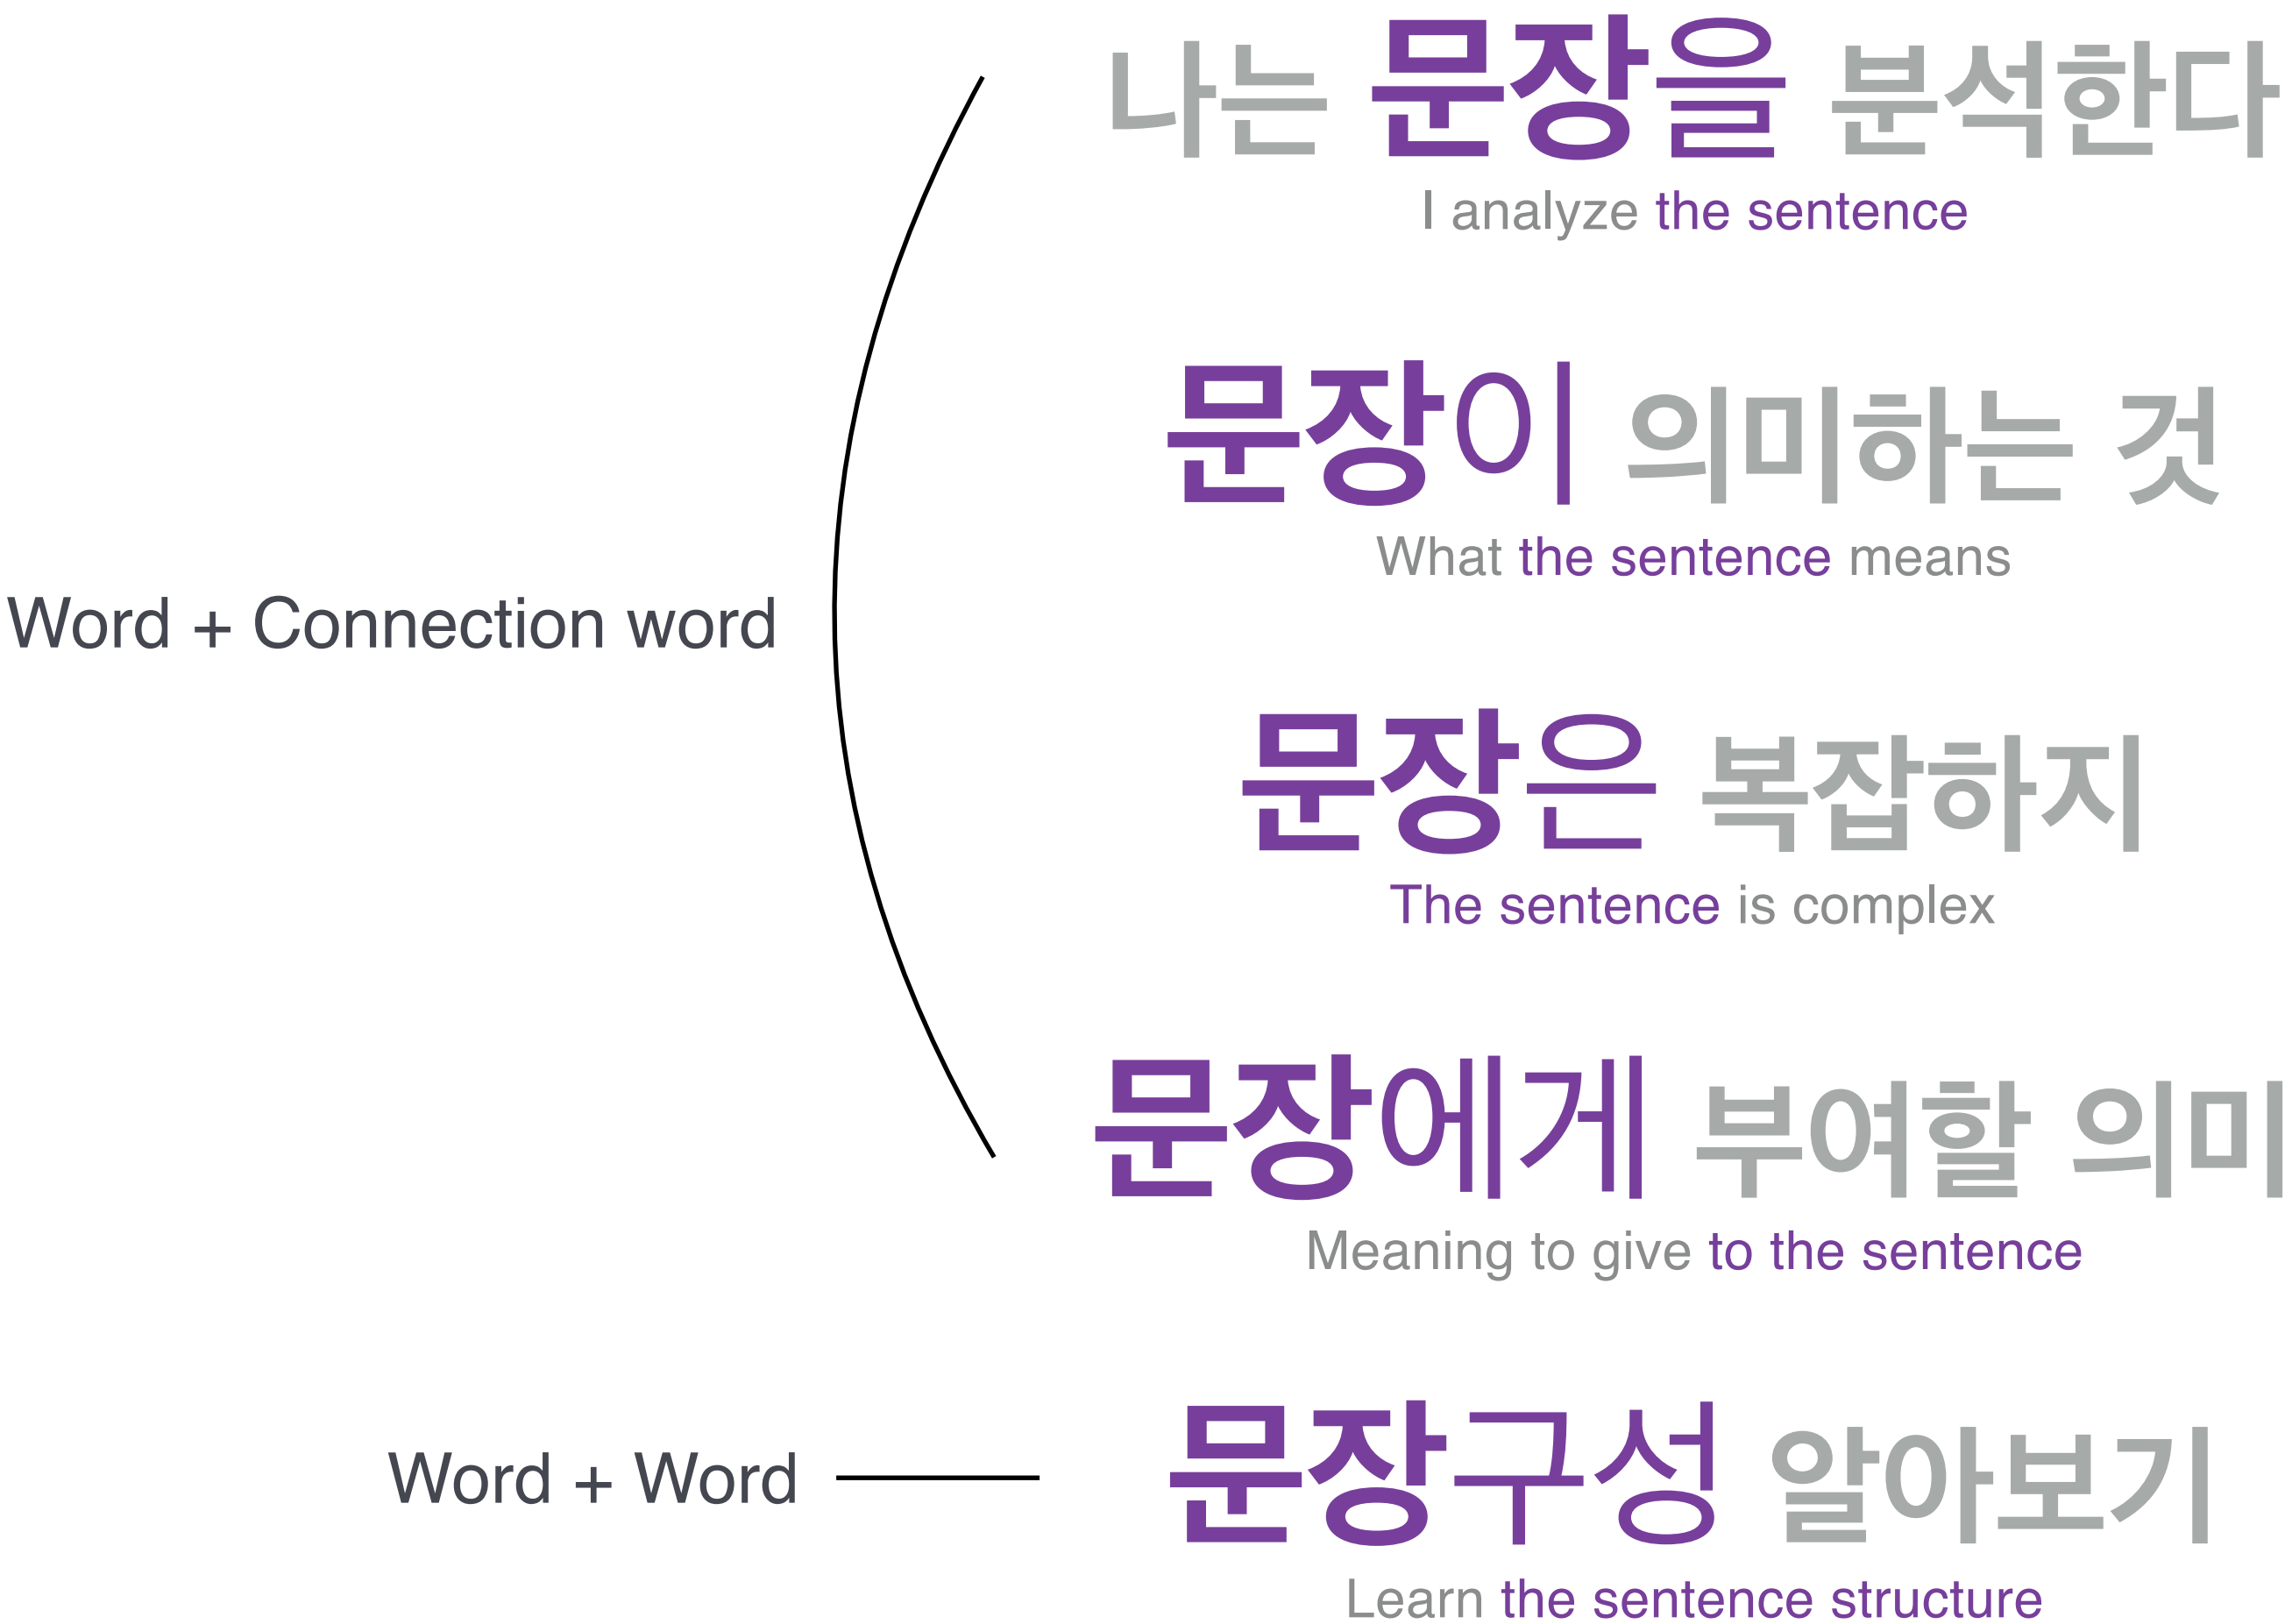 나는 문장을 분석한다
I analyze the sentence
문장이 의미하는 것
What the sentence means
Word + Connection word
문장은 복잡하지
The sentence is complex
문장에게 부여할 의미
Meaning to give to the sentence
Word + Word
문장구성 알아보기
Learn the sentence structure